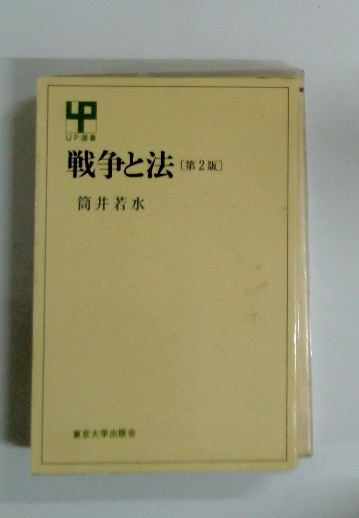 UP
UP選書
戦争と法〔第2版〕
筒井若水
東京大学出版会